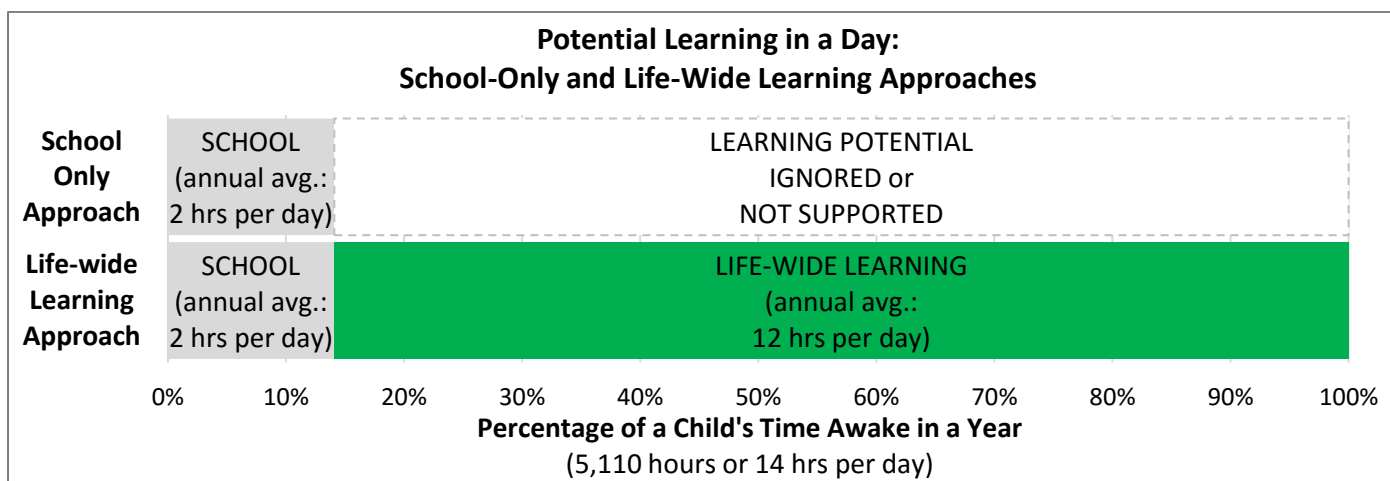 Potential Learning in a Day:
School-Only and Life-Wide Learning Approaches
School
Only
Approach
SCHOOL
(annual avg.:
2 hrs per day)
LEARNING POTENTIAL
IGNORED or
NOT SUPPORTED
Life-wide
Learning
Approach
SCHOOL
(annual avg.:
2 hrs per day)
LIFE-WIDE LEARNING
(annual avg.:
12 hrs per day)
0% 10% 20% 30% 40% 50% 60% 70% 80% 90% 100%
Percentage of a Child's Time Awake in a Year
(5,110 hours or 14 hrs per day)